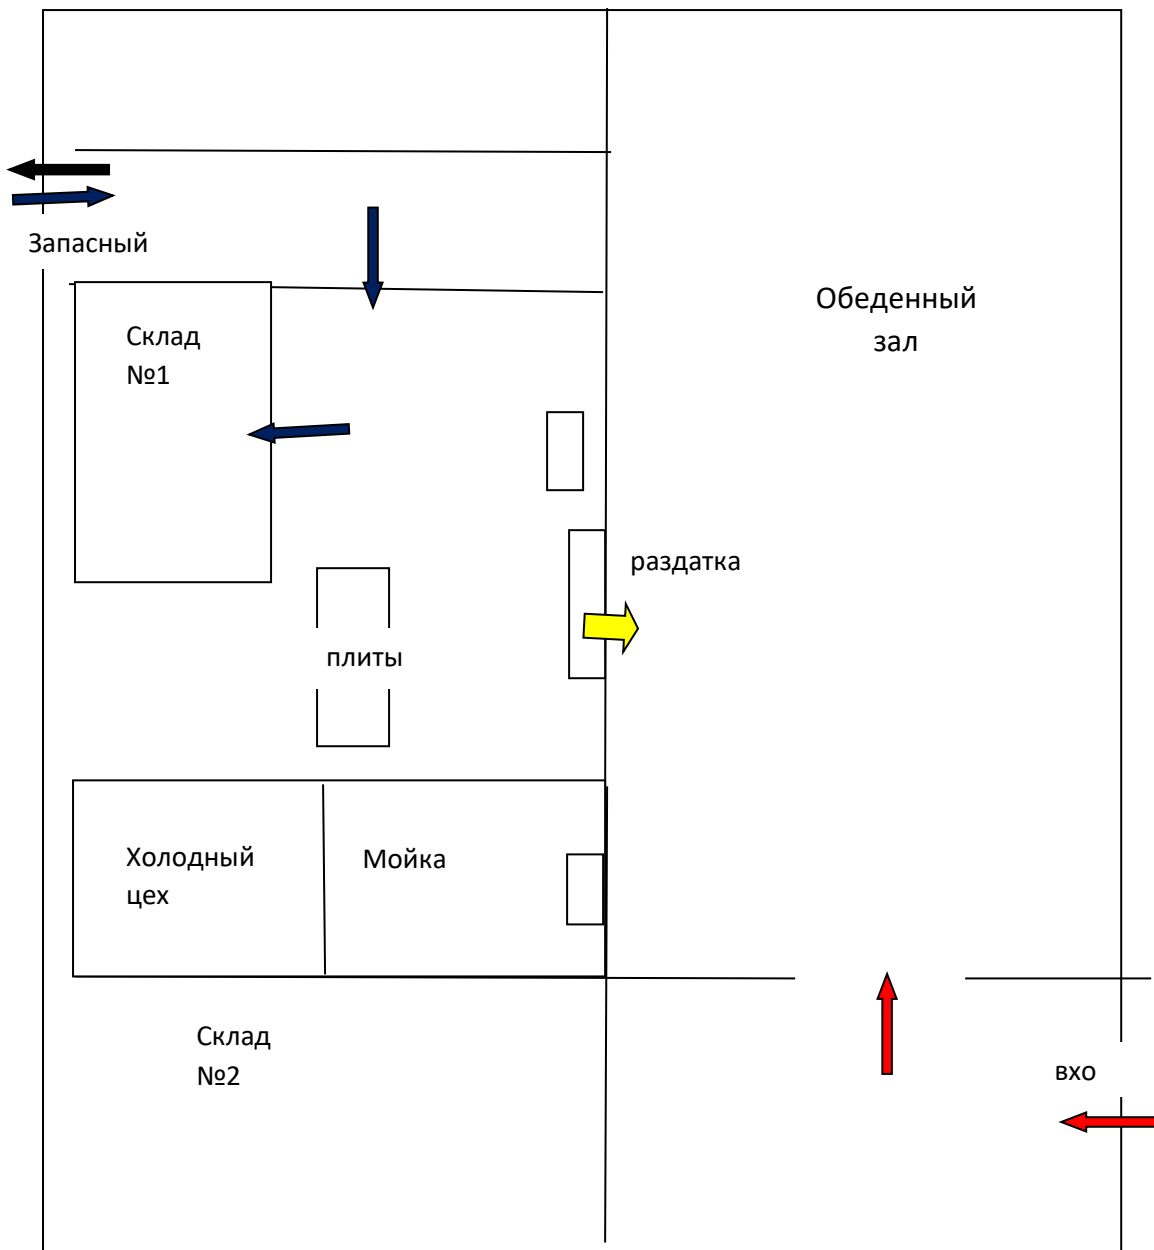 Запасный
Обеденный
зал
Склад
№1
раздатка
плиты
Холодный
цех
Мойка
Склад
№2
вхо